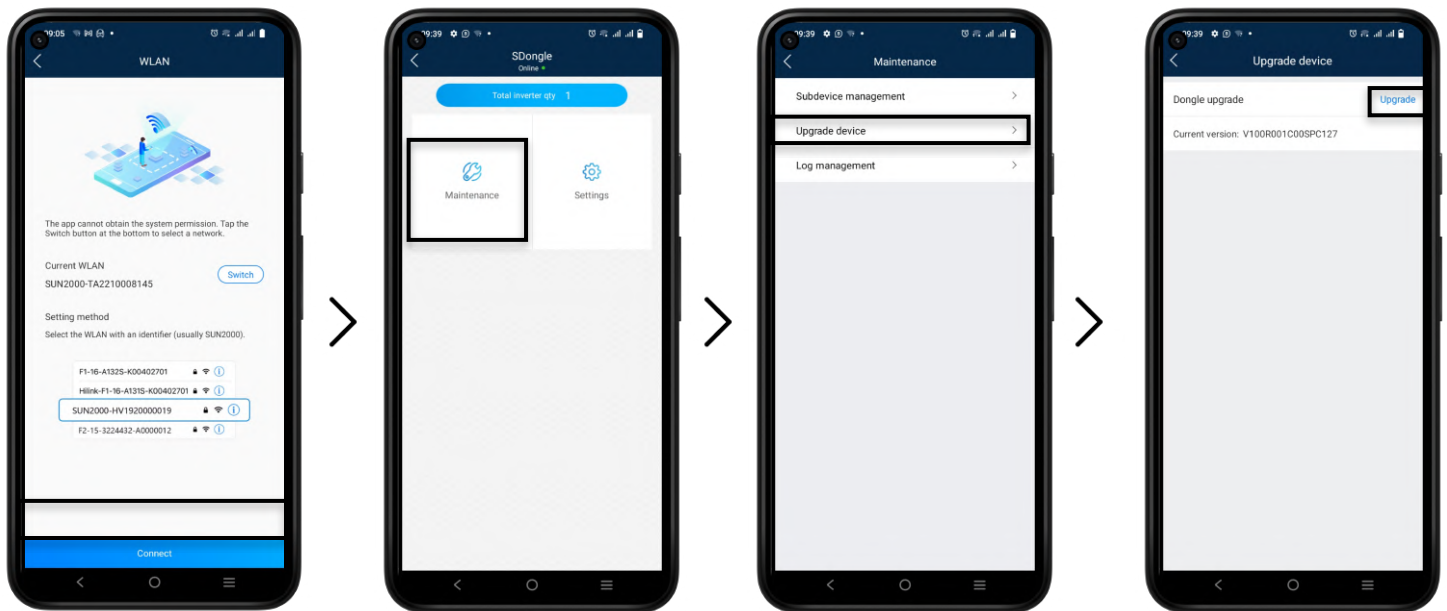 09:05
WLAN
The app cannot obtain the system permission. Tap the
Switch button at the bottom to select a network.
Current WLAN
SUN2000-TA2210008145
Switch
Setting method
Select the WLAN with an identifier (usually SUN2000).
F1-16-A132S-K00402701
Hilink-F1-16-A131S-K00402701
SUN2000-HV1920000019
F2-15-3224432-A0000012
Connect
09:39
SDongle
Online
Total inverter qty 1
Maintenance
Settings
09:39
Maintenance
Subdevice management
Upgrade device
Log management
09:39
Upgrade device
Dongle upgrade
Upgrade
Current version: V100R001C00SPC127